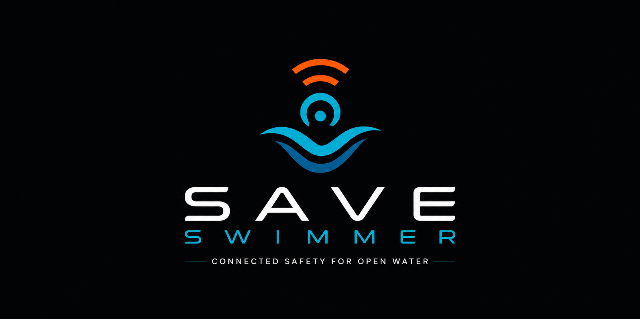 SAVE
SWIMMER
CONNECTED SAFETY FOR OPEN WATER